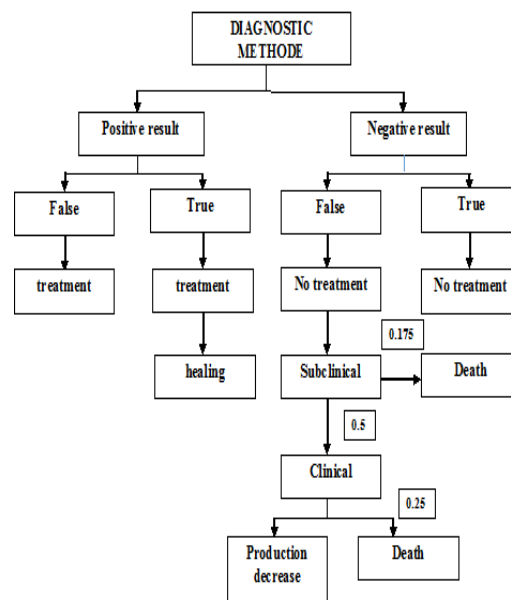 DIAGNOSTIC
METHODE
Positive result
Negative result
False
True
False
True
treatment
treatment
No treatment
No treatment
0.175
healing
Subclinical
Death
0.5
Clinical
0.25
Production
decrease
Death